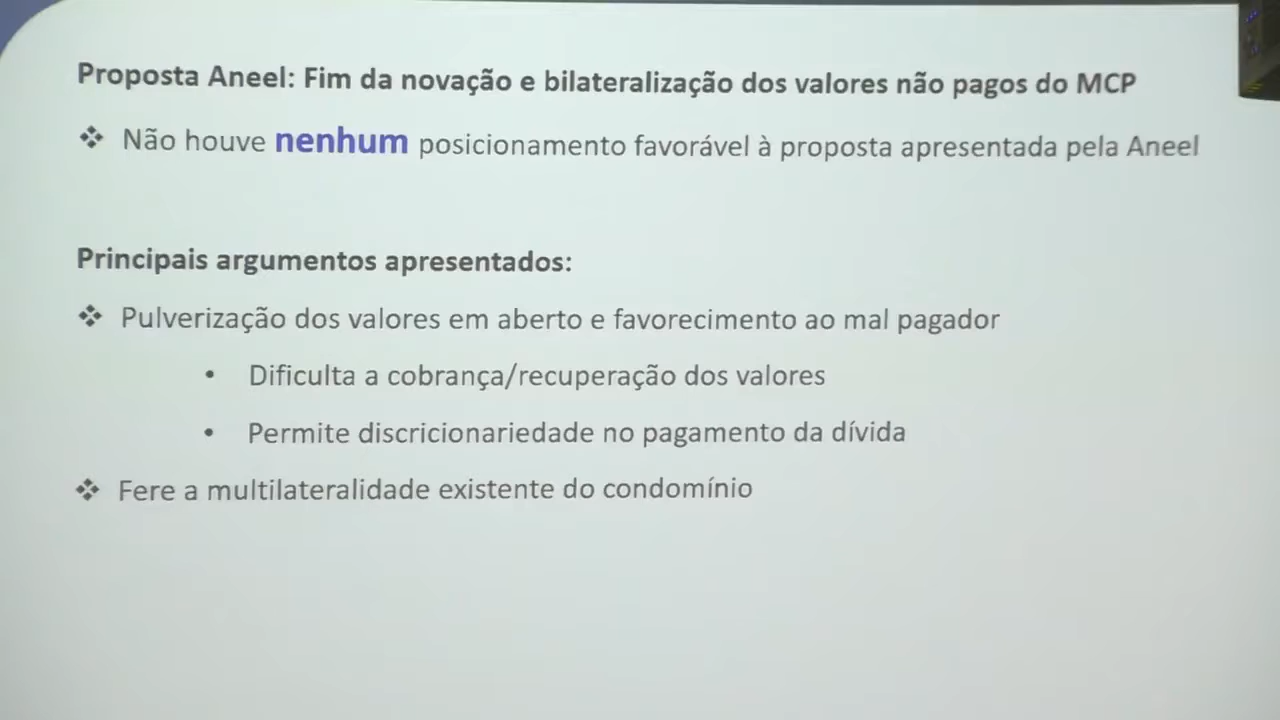 Proposta Aneel: Fim da novação e bilateralização dos valores não pagos do MCP
❖ Não houve nenhum posicionamento favorável à proposta apresentada pela Aneel
Principais argumentos apresentados:
❖ Pulverização dos valores em aberto e favorecimento ao mal pagador
• Dificulta a cobrança/recuperação dos valores
• Permite discricionariedade no pagamento da dívida
❖ Fere a multilateralidade existente do condomínio